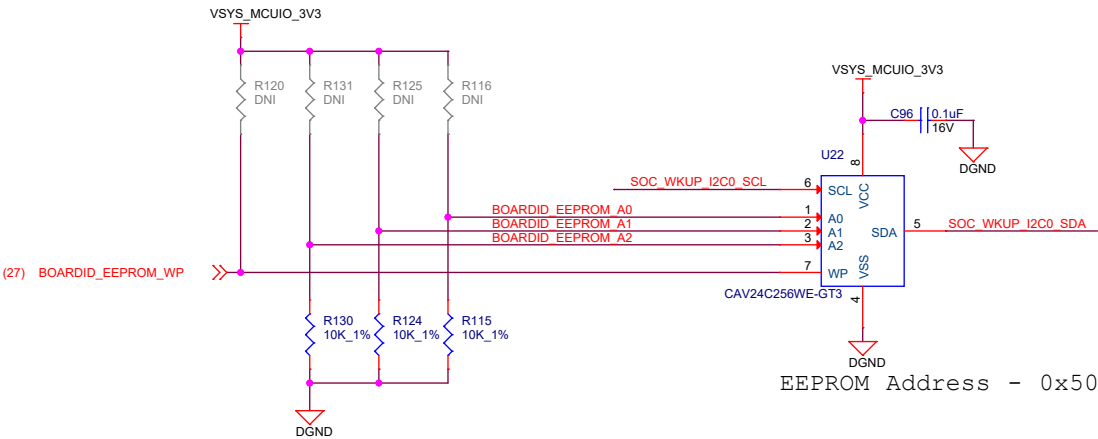 VSYS_MCUIO_3V3
R120
DNI
R131
DNI
R125
DNI
R116
DNI
VSYS_MCUIO_3V3
C96
0.1uF
16V
DGND
U22
8
SOC_WKUP_I2C0_SCL
6
SCL
VCC
BOARDID_EEPROM_A0
1
A0
BOARDID_EEPROM_A1
2
A1
SDA
5
SOC_WKUP_I2C0_SDA
BOARDID_EEPROM_A2
3
A2
(27) BOARDID_EEPROM_WP
7
WP
VSS
CAV24C256WE-GT3
4
R130
10K_1%
R124
10K_1%
R115
10K_1%
DGND
EEPROM Address - 0x50
DGND